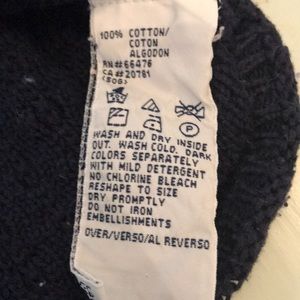 100% COTTON/
COTON
ALGODON
RN#66476
CA#20781
(SOG)
P
WASH AND DRY INSIDE
OUT. WASH COLD. DARK
COLORS SEPARATELY
WITH MILD DETERGENT
NO CHLORINE BLEACH
RESHAPE TO SIZE
DRY PROMPTLY
DO NOT IRON
EMBELLISHMENTS
OVER/VERSO/AL REVERSO